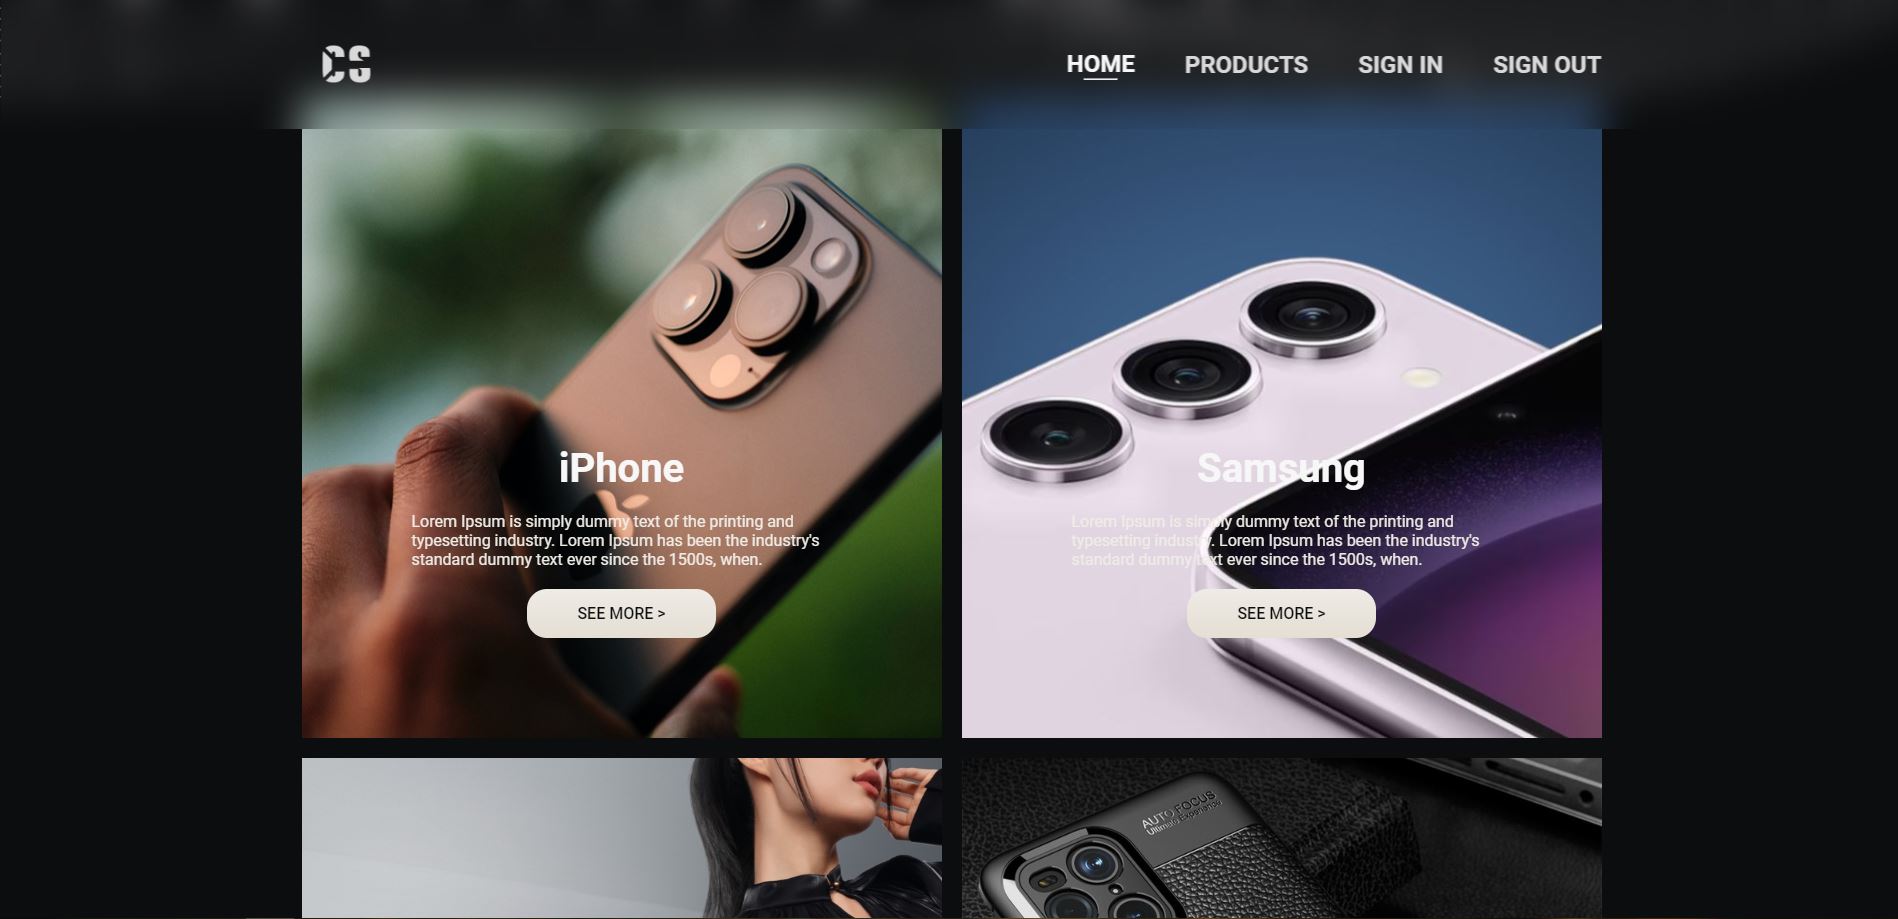 CS
HOME PRODUCTS SIGN IN SIGN OUT
iPhone
Lorem Ipsum is simply dummy text of the printing and
typesetting industry. Lorem Ipsum has been the industry's
standard dummy text ever since the 1500s, when.
SEE MORE >
Samsung
Lorem Ipsum is simply dummy text of the printing and
typesetting industry. Lorem Ipsum has been the industry's
standard dummy text ever since the 1500s, when.
SEE MORE >
AUTO FOCUS
Ultimate Experience